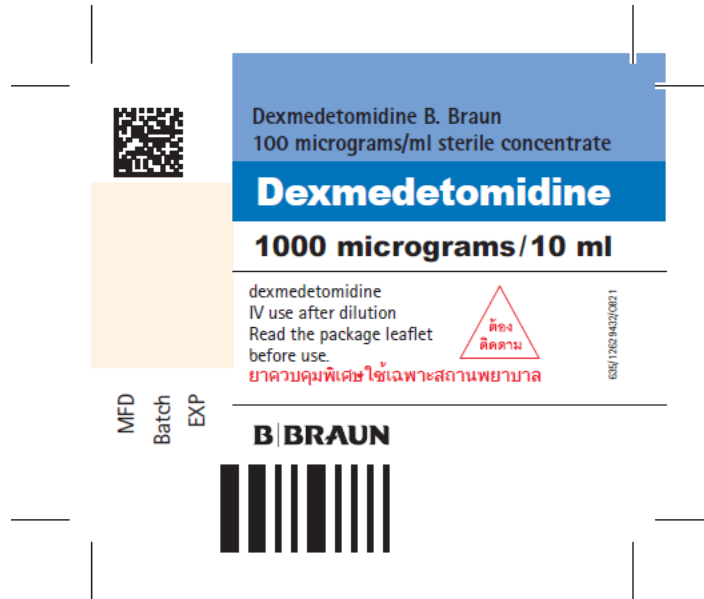 Dexmedetomidine B. Braun
100 micrograms/ml sterile concentrate
Dexmedetomidine
1000 micrograms/10 ml
dexmedetomidine
IV use after dilution
Read the package leaflet
before use.
ยาควบคุมพิเศษใช้เฉพาะสถานพยาบาล
ต้อง
ติดตาม
635/12629432/0821
MFD
Batch
EXP
B|BRAUN